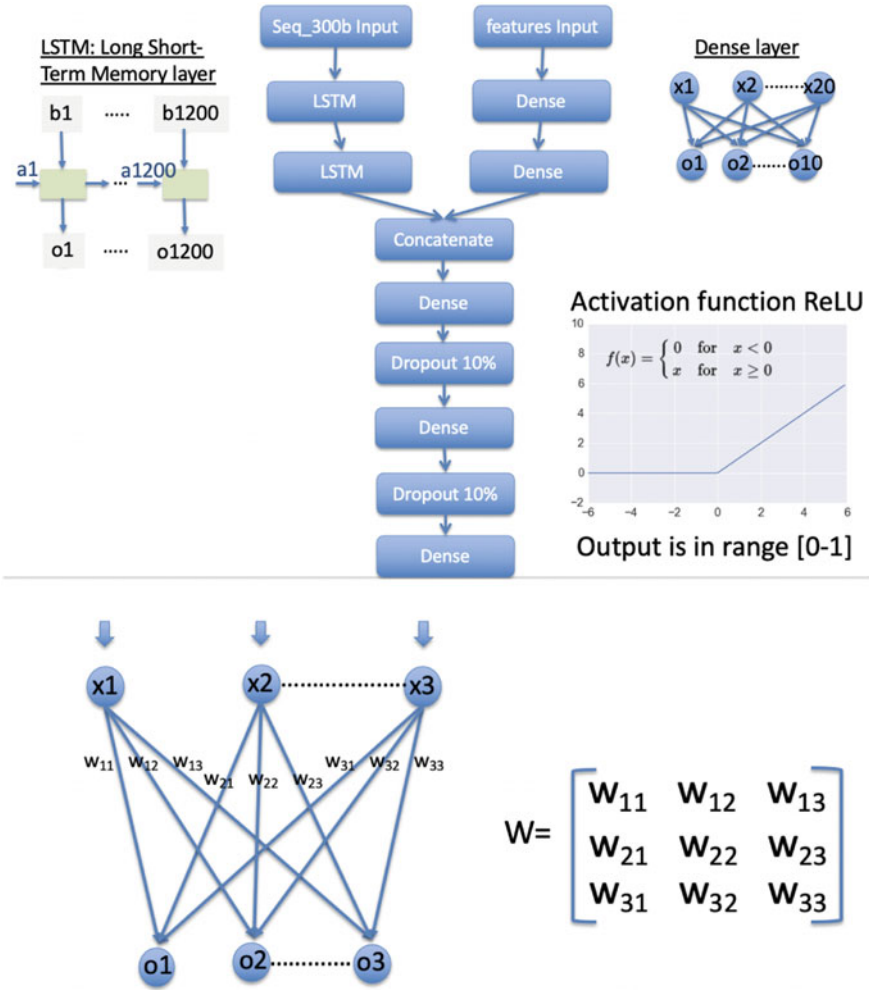 LSTM: Long Short-
Term Memory layer
b1 ..... b1200
a1 ... a1200
o1 ..... o1200
Seq_300b Input
features Input
LSTM
Dense
LSTM
Dense
Concatenate
Dense
Dropout 10%
Dense
Dropout 10%
Dense
Dense layer
x1 x2 ........ x20
o1 o2 ....... o10
Activation function ReLU
f(x) = { 0 for x < 0
x for x ≥ 0
10
8
6
4
2
0
−2
−6 −4 −2 0 2 4 6
Output is in range [0-1]
x1 x2 ................ x3
w11 w12 w13 w21 w22 w23 w31 w32 w33
o1 o2 ............ o3
W=
w11 w12 w13
w21 w22 w23
w31 w32 w33